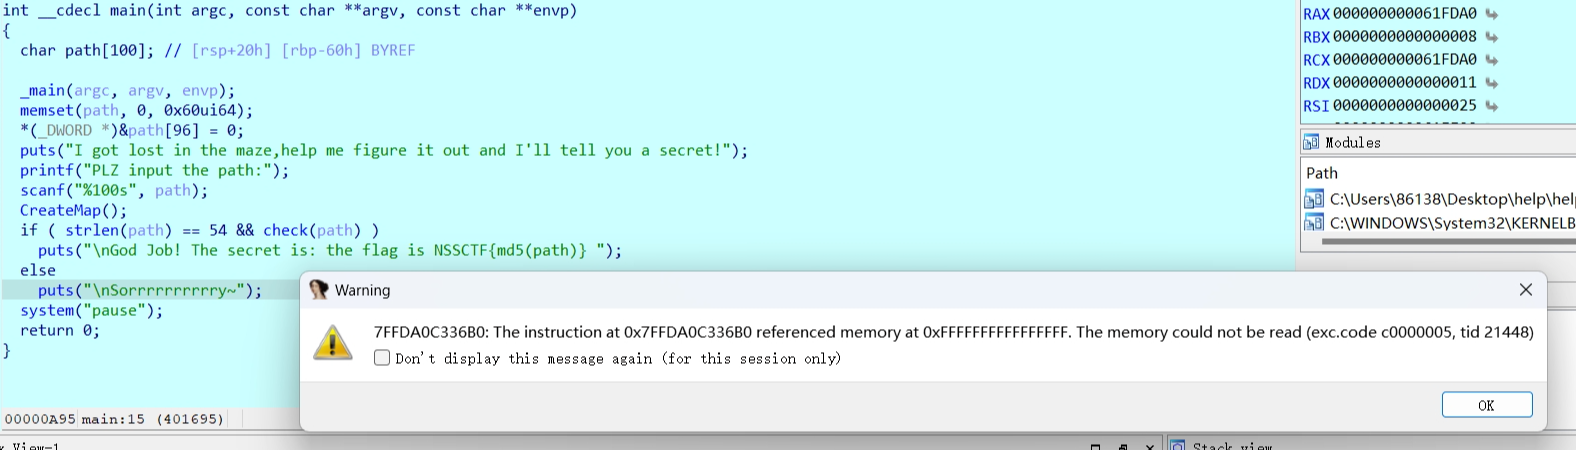 int __cdecl main(int argc, const char **argv, const char **envp)
{
char path[100]; // [rsp+20h] [rbp-60h] BYREF
_main(argc, argv, envp);
memset(path, 0, 0x60ui64);
*(_DWORD *)&path[96] = 0;
puts("I got lost in the maze,help me figure it out and I'll tell you a secret!");
printf("PLZ input the path:");
scanf("%100s", path);
CreateMap();
if ( strlen(path) == 54 && check(path) )
puts("\nGod Job! The secret is: the flag is NSSCTF{md5(path)} ");
else
puts("\nSorrrrrrrrrry~");
system("pause");
return 0;
}
00000A95 main:15 (401695)
RAX 000000000061FDA0
RBX 0000000000000008
RCX 000000000061FDA0
RDX 0000000000000011
RSI 0000000000000025
Modules
Path
C:\Users\86138\Desktop\help\hel
C:\WINDOWS\System32\KERNELB
Warning
7FFDA0C336B0: The instruction at 0x7FFDA0C336B0 referenced memory at 0xFFFFFFFFFFFFFFFF. The memory could not be read (exc.code c0000005, tid 21448)
Don't display this message again (for this session only)
OK
View-1
Stack view